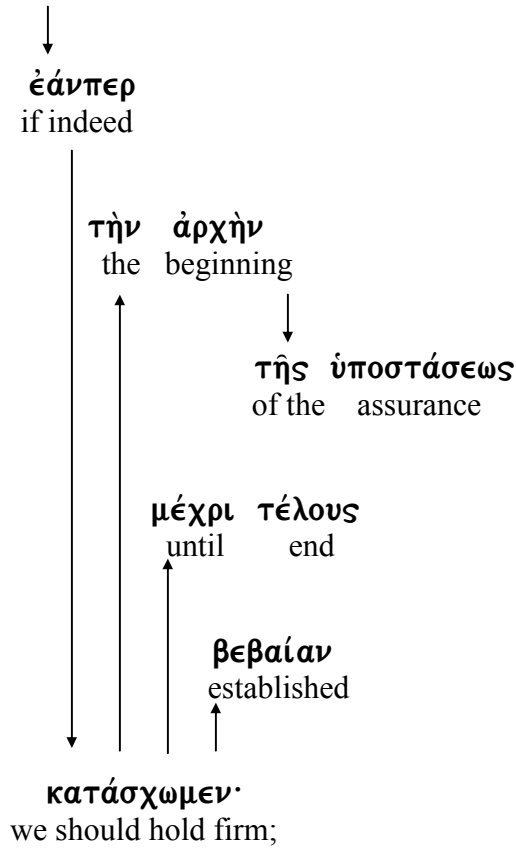 ἐάνπερ
if indeed
τὴν ἀρχὴν
the beginning
τῆς ὑποστάσεως
of the assurance
μέχρι τέλους
until end
βεβαίαν
established
κατάσχωμεν·
we should hold firm;